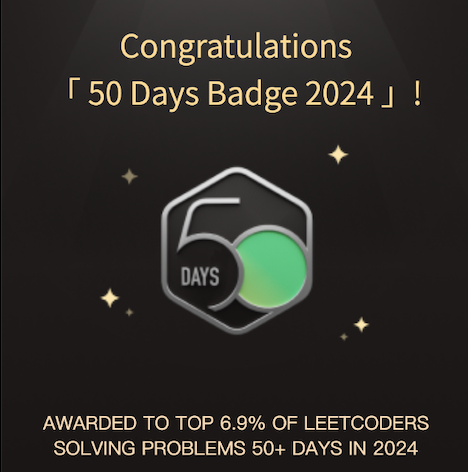 Congratulations
「 50 Days Badge 2024 」!
50
DAYS
AWARDED TO TOP 6.9% OF LEETCODERS
SOLVING PROBLEMS 50+ DAYS IN 2024